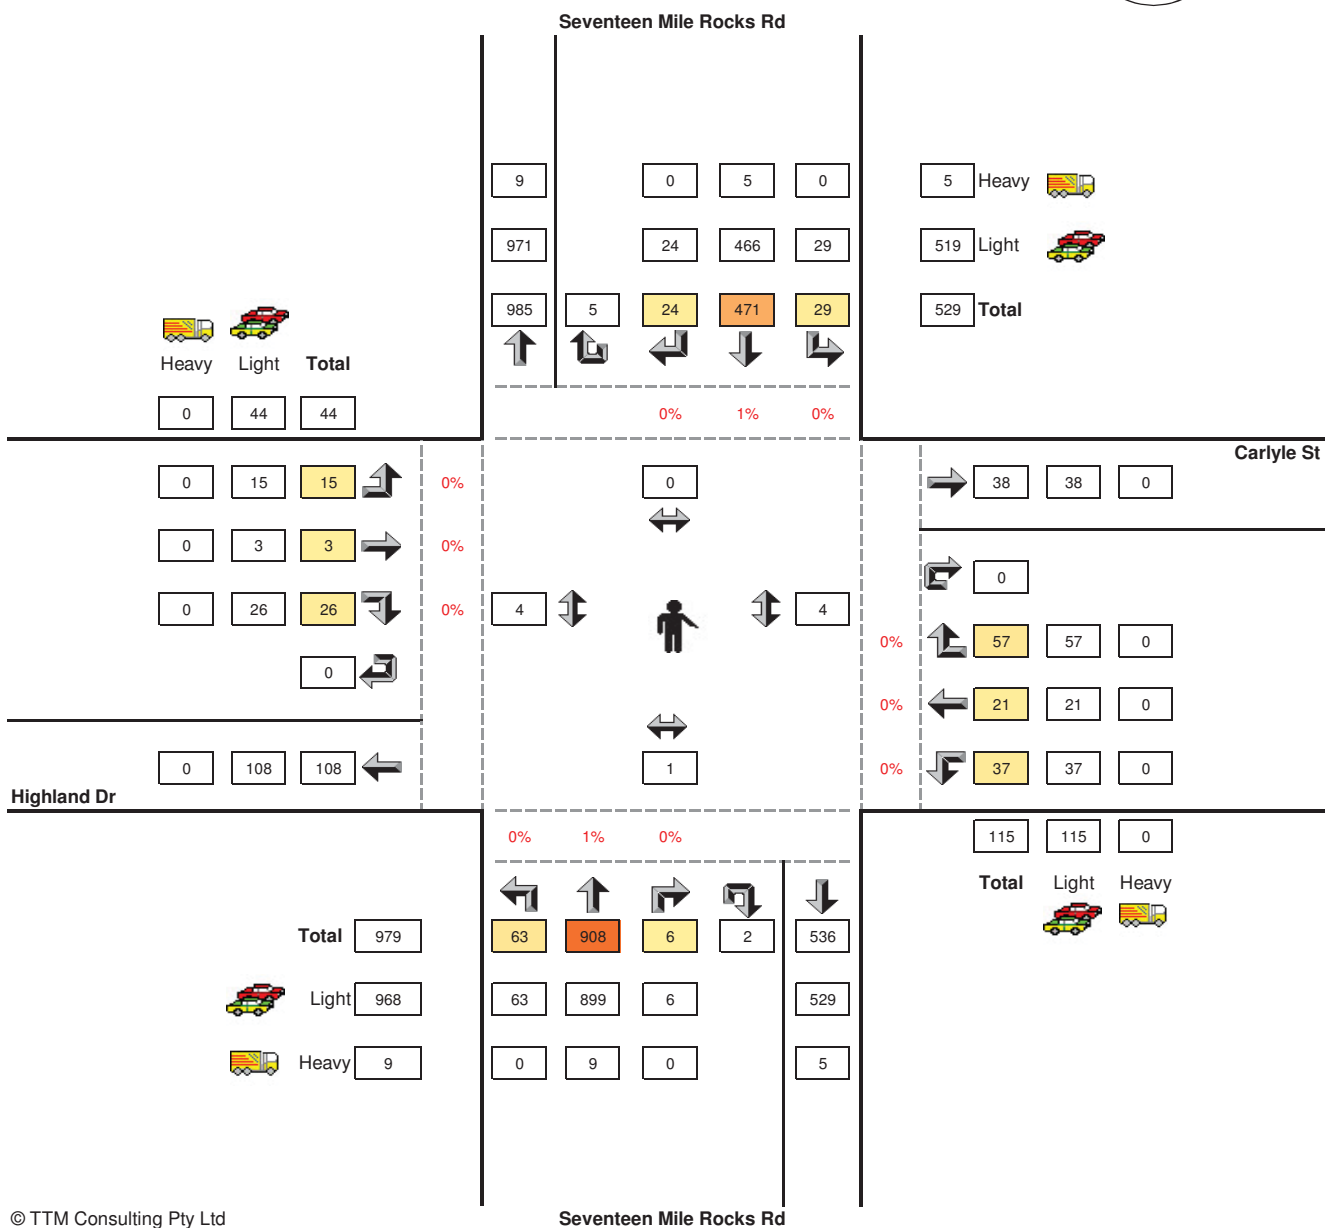 Seventeen Mile Rocks Rd
9 0 5 0 5 Heavy
971 24 466 29 519 Light
985 5 24 471 29 529 Total
Heavy Light Total
0 44 44 0% 1% 0%
Carlyle St
0 15 15 0% 0 38 38 0
0 3 3 0%
0
0 26 26 0% 4 4
0% 57 57 0
0
0% 21 21 0
0 108 108 1 0% 37 37 0
Highland Dr
0% 1% 0% 115 115 0
Total Light Heavy
Total 979 63 908 6 2 536
Light 968 63 899 6 529
Heavy 9 0 9 0 5
© TTM Consulting Pty Ltd Seventeen Mile Rocks Rd